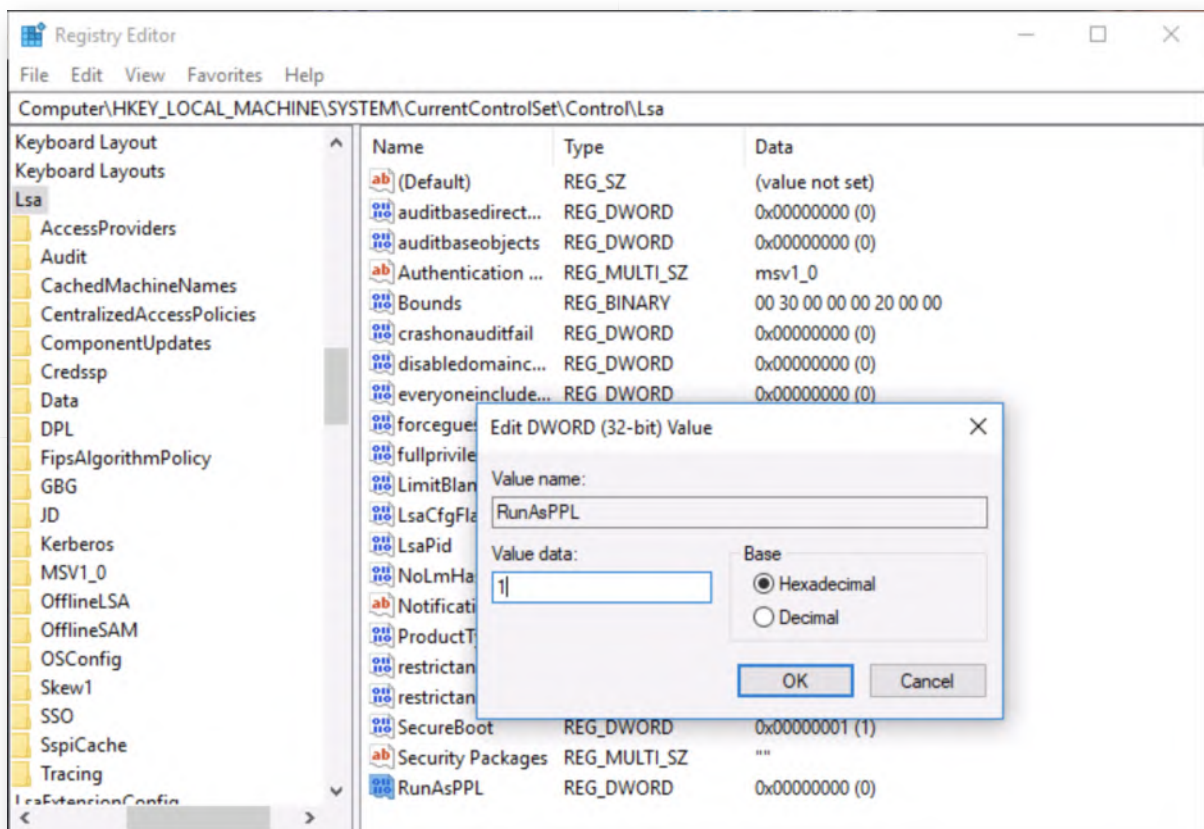 Registry Editor
File Edit View Favorites Help
Computer\HKEY_LOCAL_MACHINE\SYSTEM\CurrentControlSet\Control\Lsa
Keyboard Layout
Keyboard Layouts
Lsa
AccessProviders
Audit
CachedMachineNames
CentralizedAccessPolicies
ComponentUpdates
Credssp
Data
DPL
FipsAlgorithmPolicy
GBG
JD
Kerberos
MSV1_0
OfflineLSA
OfflineSAM
OSConfig
Skew1
SSO
SspiCache
Tracing
LsaExtensionConfig
Name Type Data
(Default) REG_SZ (value not set)
auditbasedirect... REG_DWORD 0x00000000 (0)
auditbaseobjects REG_DWORD 0x00000000 (0)
Authentication ... REG_MULTI_SZ msv1_0
Bounds REG_BINARY 00 30 00 00 00 20 00 00
crashonauditfail REG_DWORD 0x00000000 (0)
disabledomainc... REG_DWORD 0x00000000 (0)
everyoneinclude... REG_DWORD 0x00000000 (0)
forcegues
fullprivile
LimitBlan
LsaCfgFla
LsaPid
NoLmHa
Notificati
ProductT
restrictan
restrictan
SecureBoot REG_DWORD 0x00000001 (1)
Security Packages REG_MULTI_SZ ""
RunAsPPL REG_DWORD 0x00000000 (0)
Edit DWORD (32-bit) Value
Value name:
RunAsPPL
Value data:
1
Base
Hexadecimal
Decimal
OK Cancel